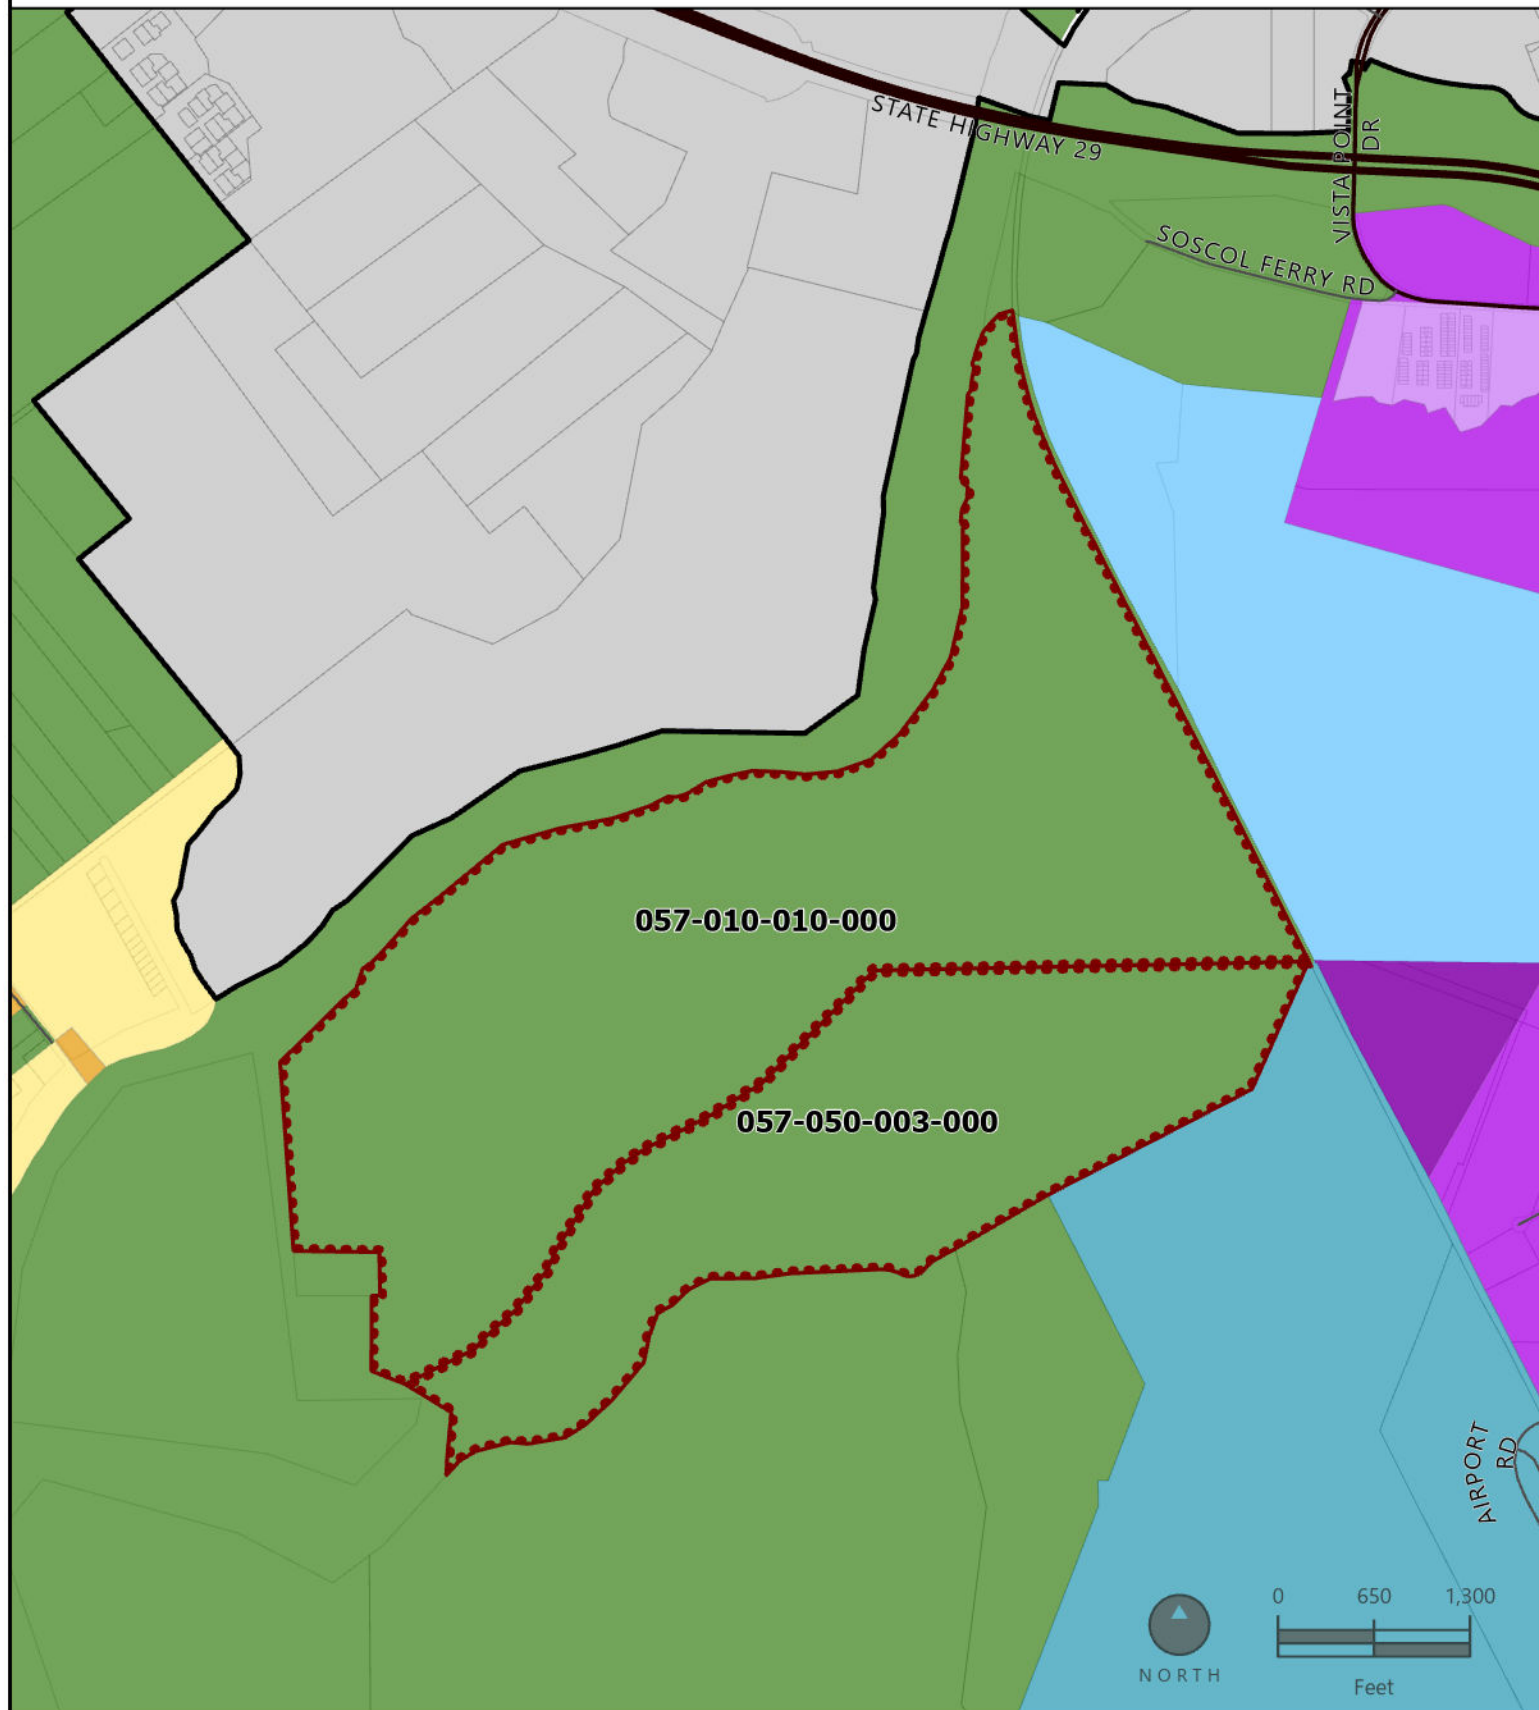 STATE HIGHWAY 29
VISTA POINT
DR
SOSCOL FERRY RD
057-010-010-000
057-050-003-000
AIRPORT
RD
0 650 1,300
Feet
NORTH